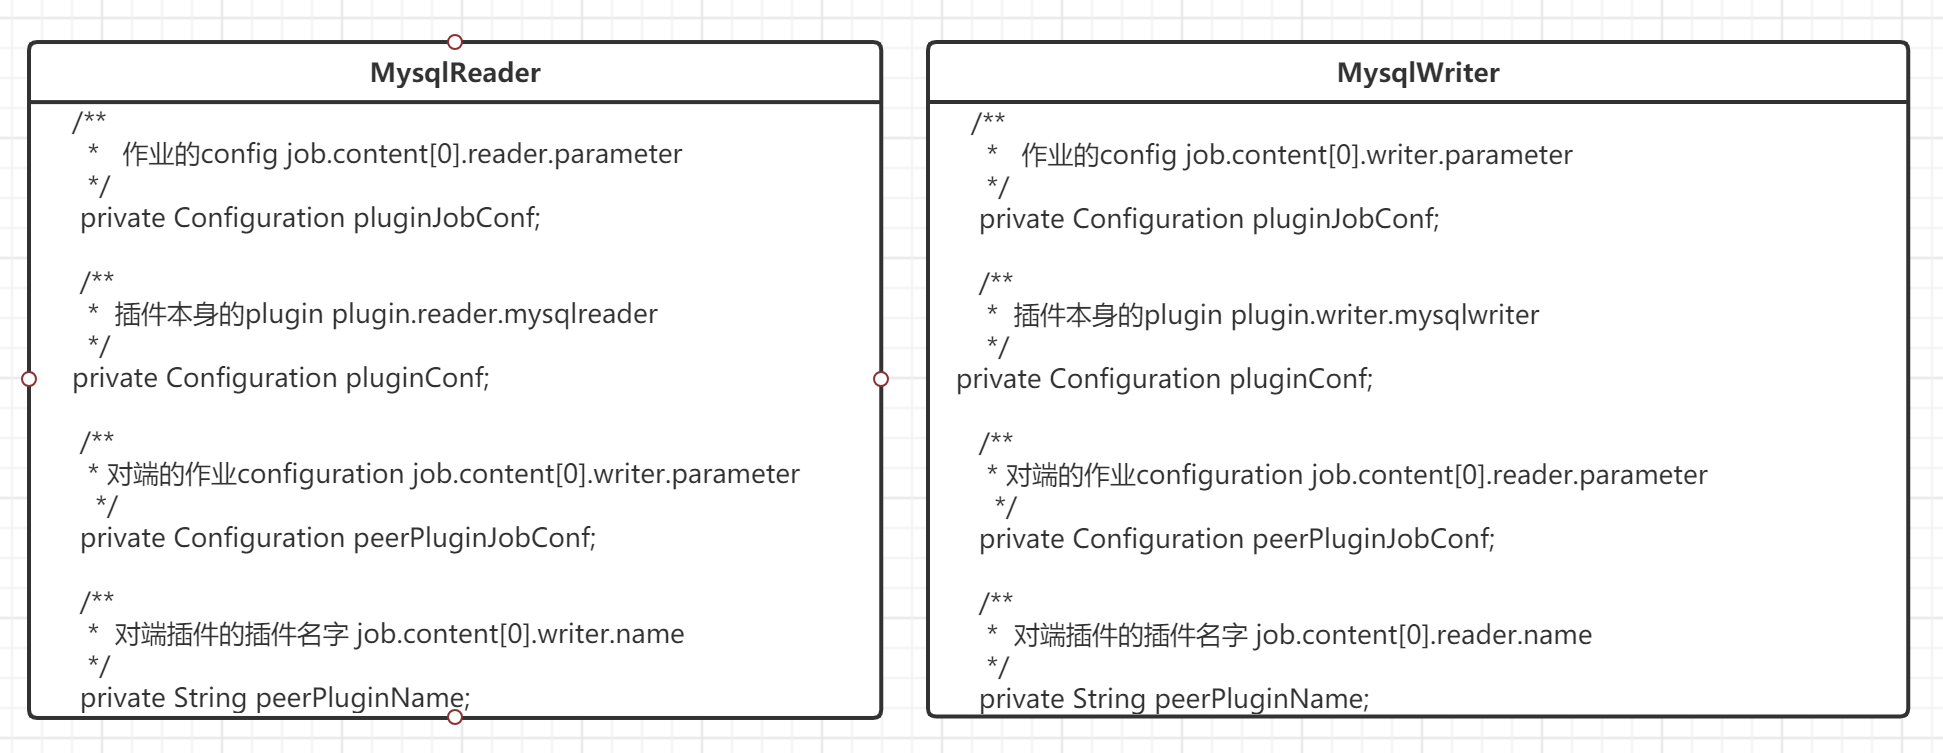 MysqlReader
/**
* 作业的config job.content[0].reader.parameter
*/
private Configuration pluginJobConf;
/**
* 插件本身的plugin plugin.reader.mysqlreader
*/
private Configuration pluginConf;
/**
* 对端的作业configuration job.content[0].writer.parameter
*/
private Configuration peerPluginJobConf;
/**
* 对端插件的插件名字 job.content[0].writer.name
*/
private String peerPluginName;
MysqlWriter
/**
* 作业的config job.content[0].writer.parameter
*/
private Configuration pluginJobConf;
/**
* 插件本身的plugin plugin.writer.mysqlwriter
*/
private Configuration pluginConf;
/**
* 对端的作业configuration job.content[0].reader.parameter
*/
private Configuration peerPluginJobConf;
/**
* 对端插件的插件名字 job.content[0].reader.name
*/
private String peerPluginName;